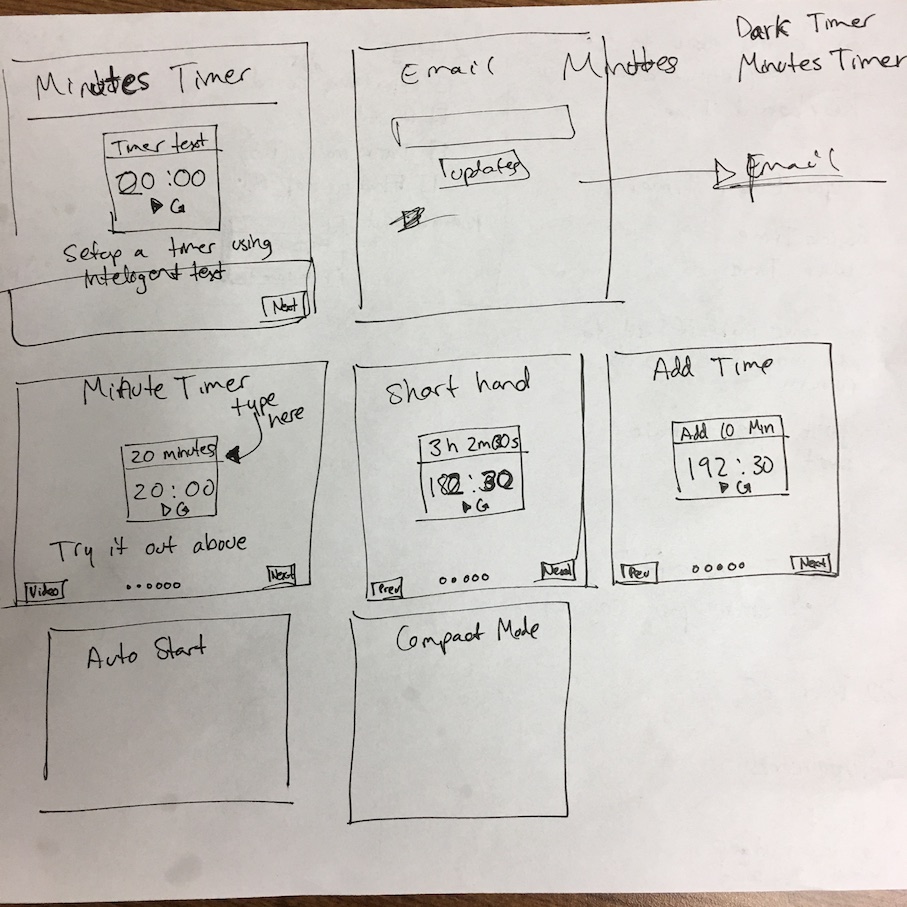 Minutes Timer
Timer text
00:00
Setup a timer using
Intelegent text
Next
Email
updates
Minutes
Dark Timer
Minutes Timer
Email
Minute Timer
type
here
20 minutes
20:00
Try it out above
Video
Next
Short hand
3h 2m30s
182:30
Prev
Next
Add Time
Add 10 Min
192:30
Prev
Next
Auto Start
Compact Mode